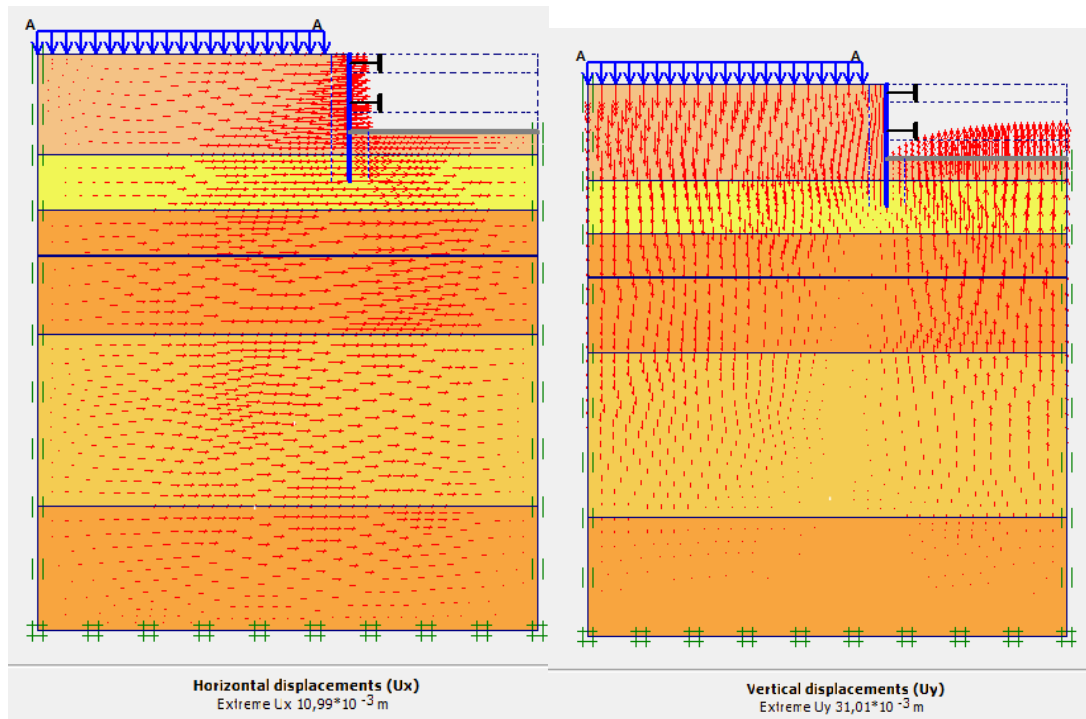 A A
A A
Horizontal displacements (Ux)
Extreme Ux 10,99*10 -3 m
Vertical displacements (Uy)
Extreme Uy 31,01*10 -3 m